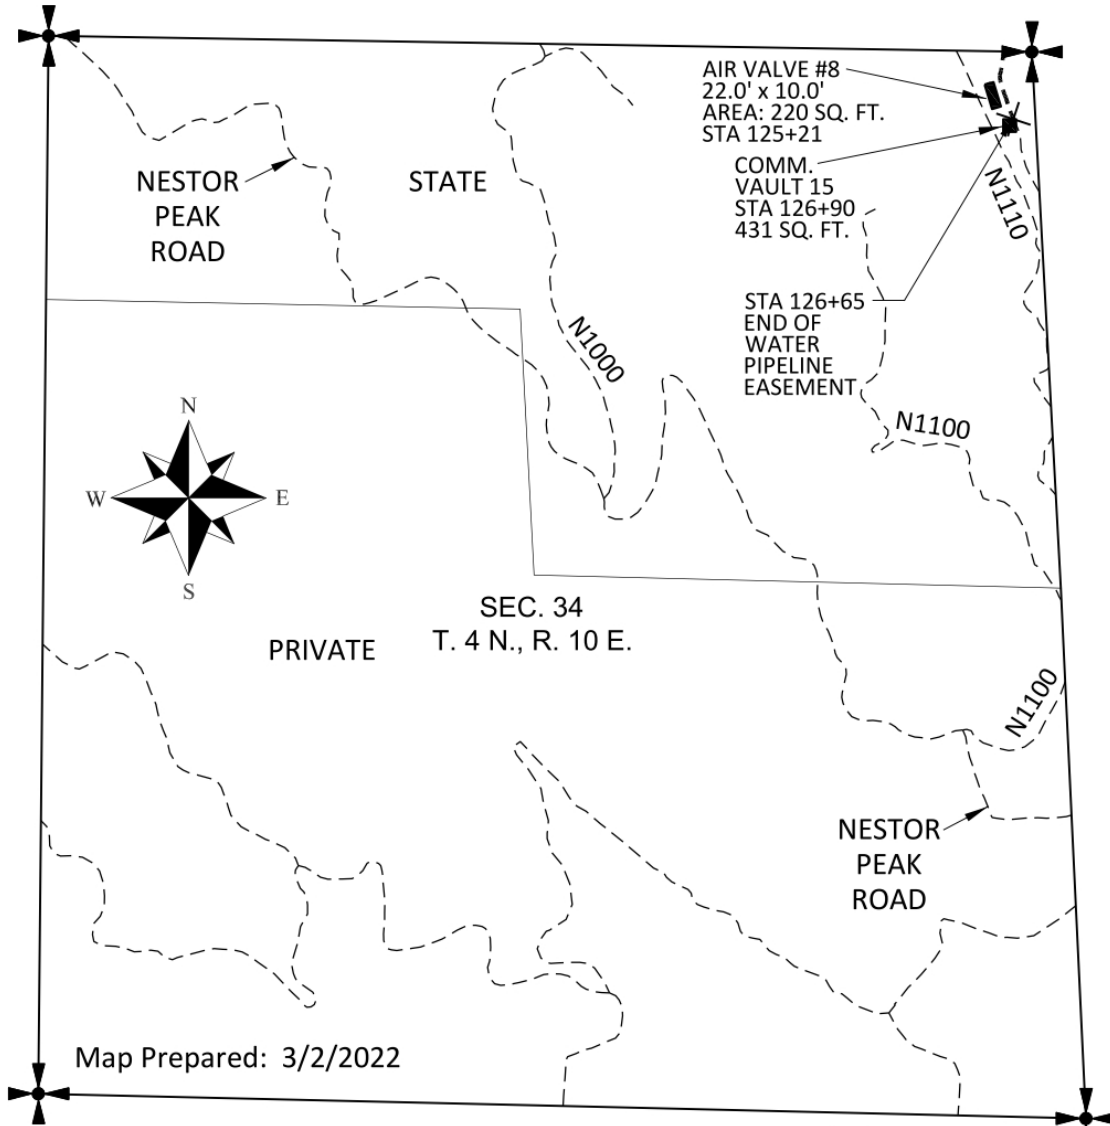 AIR VALVE #8
22.0' x 10.0'
AREA: 220 SQ. FT.
STA 125+21
COMM.
VAULT 15
STA 126+90
431 SQ. FT.
NESTOR
PEAK
ROAD
STATE
N1110
STA 126+65
END OF
WATER
PIPELINE
EASEMENT
N1000
N1100
N
W
E
S
SEC. 34
T. 4 N., R. 10 E.
PRIVATE
N1100
NESTOR
PEAK
ROAD
Map Prepared: 3/2/2022